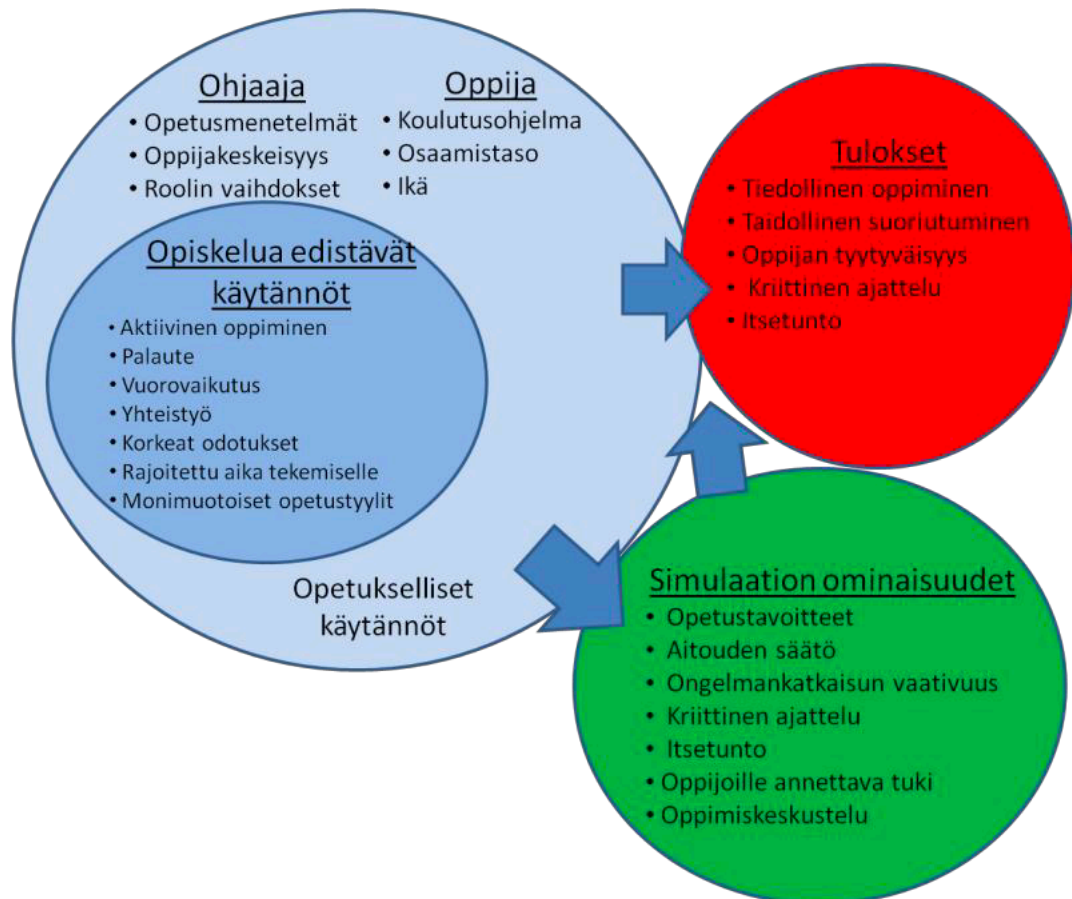 Ohjaaja
• Opetusmenetelmät
• Oppijakeskeisyys
• Roolin vaihdokset
Oppija
• Koulutusohjelma
• Osaamistaso
• Ikä
Opiskelua edistävät
käytännöt
• Aktiivinen oppiminen
• Palaute
• Vuorovaikutus
• Yhteistyö
• Korkeat odotukset
• Rajoitettu aika tekemiselle
• Monimuotoiset opetustyylit
Opetukselliset
käytännöt
Tulokset
• Tiedollinen oppiminen
• Taidollinen suoriutuminen
• Oppijan tyytyväisyys
• Kriittinen ajattelu
• Itsetunto
Simulaation ominaisuudet
• Opetustavoitteet
• Aitouden säätö
• Ongelmankatkaisun vaativuus
• Kriittinen ajattelu
• Itsetunto
• Oppijoille annettava tuki
• Oppimiskeskustelu